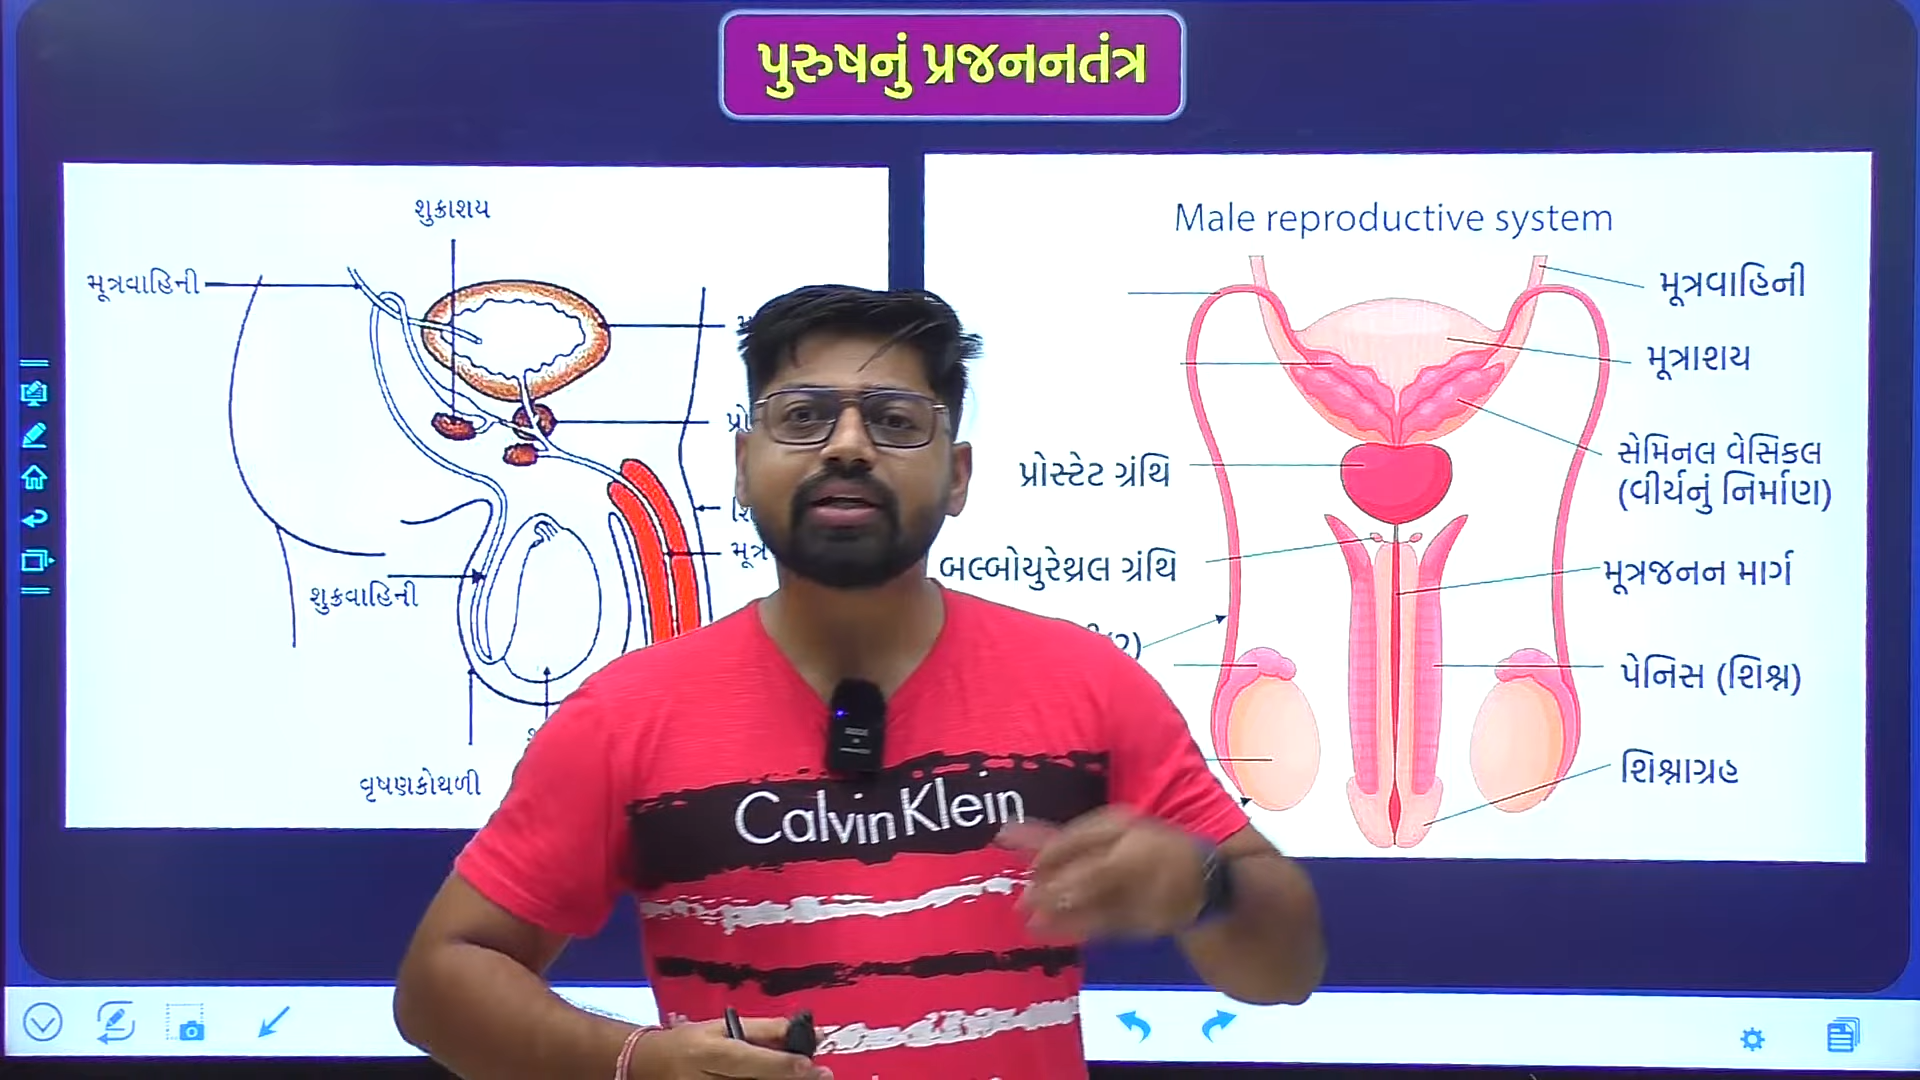 પુરુષનું પ્રજનનતંત્ર
શુક્રાશય
મૂત્રવાહિની
શુક્રવાહિની
વૃષણકોથળી
Male reproductive system
મૂત્રવાહિની
મૂત્રાશય
સેમિનલ વેસિકલ
(વીર્યનું નિર્માણ)
પ્રોસ્ટેટ ગ્રંથિ
બલ્બોયુરેથ્રલ ગ્રંથિ
મૂત્રજનન માર્ગ
પેનિસ (શિશ્ન)
શિશ્નાગ્રહ
Calvin Klein